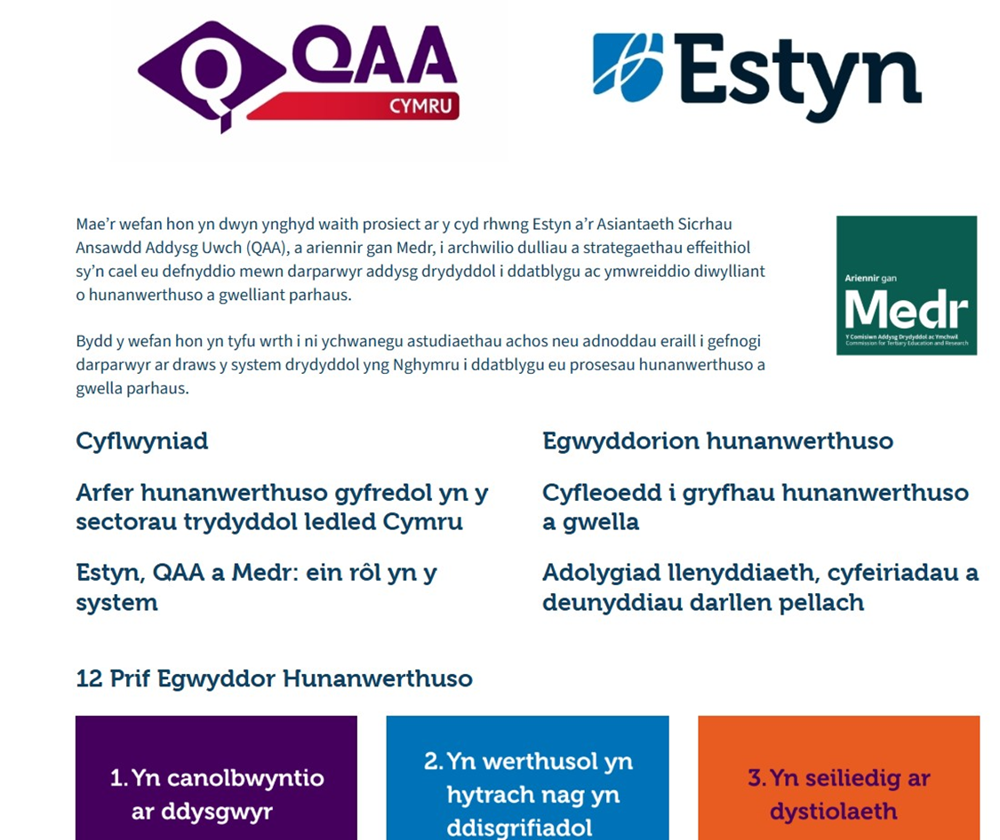 QAA
CYMRU
Estyn
Mae’r wefan hon yn dwyn ynghyd waith prosiect ar y cyd rhwng Estyn a’r Asiantaeth Sicrhau
Ansawdd Addysg Uwch (QAA), a ariennir gan Medr, i archwilio dulliau a strategaethau effeithiol
sy’n cael eu defnyddio mewn darparwyr addysg drydyddol i ddatblygu ac ymwreiddio diwylliant
o hunanwerthuso a gwelliant parhaus.
Bydd y wefan hon yn tyfu wrth i ni ychwanegu astudiaethau achos neu adnoddau eraill i gefnogi
darparwyr ar draws y system drydyddol yng Nghymru i ddatblygu eu prosesau hunanwerthuso a
gwella parhaus.
Ariennir gan
Medr
Y Comisiwn Addysg Drydyddol ac Ymchwil
Commission for Tertiary Education and Research
Cyflwyniad
Egwyddorion hunanwerthuso
Arfer hunanwerthuso gyfredol yn y
sectorau trydyddol ledled Cymru
Cyfleoedd i gryfhau hunanwerthuso
a gwella
Estyn, QAA a Medr: ein rôl yn y
system
Adolygiad llenyddiaeth, cyfeiriadau a
deunyddiau darllen pellach
12 Prif Egwyddor Hunanwerthuso
1. Yn canolbwyntio
ar ddysgwyr
2. Yn werthusol yn
hytrach nag yn
ddisgrifiadol
3. Yn seiliedig ar
dystiolaeth